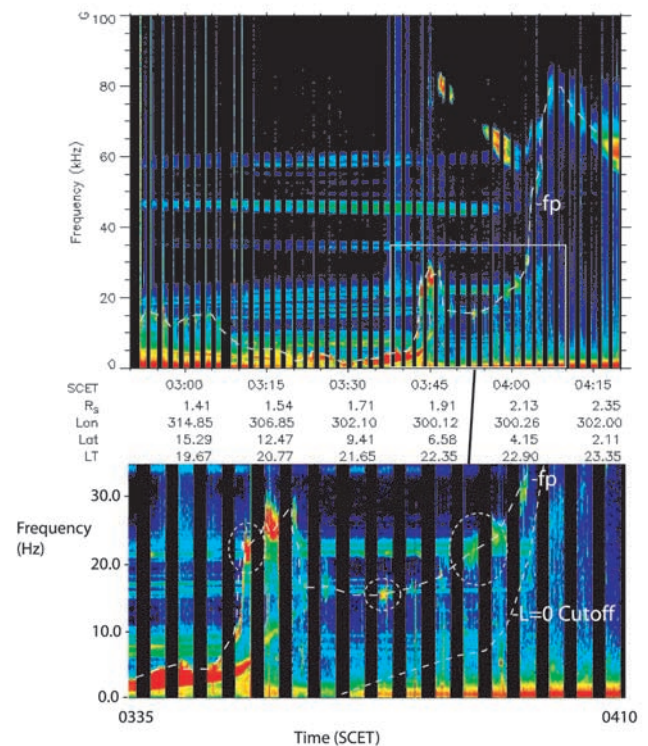 G
100
80
60
40
20
0
Frequency (kHz)
-fp
SCET 03:00 03:15 03:30 03:45 04:00 04:15
Rs 1.41 1.54 1.71 1.91 2.13 2.35
Lon 314.85 306.85 302.10 300.12 300.26 302.00
Lat 15.29 12.47 9.41 6.58 4.15 2.11
LT 19.67 20.77 21.65 22.35 22.90 23.35
-fp
30.0
Frequency
(Hz)
20.0
10.0
-L=0 Cutoff
0.0
0335 0410
Time (SCET)